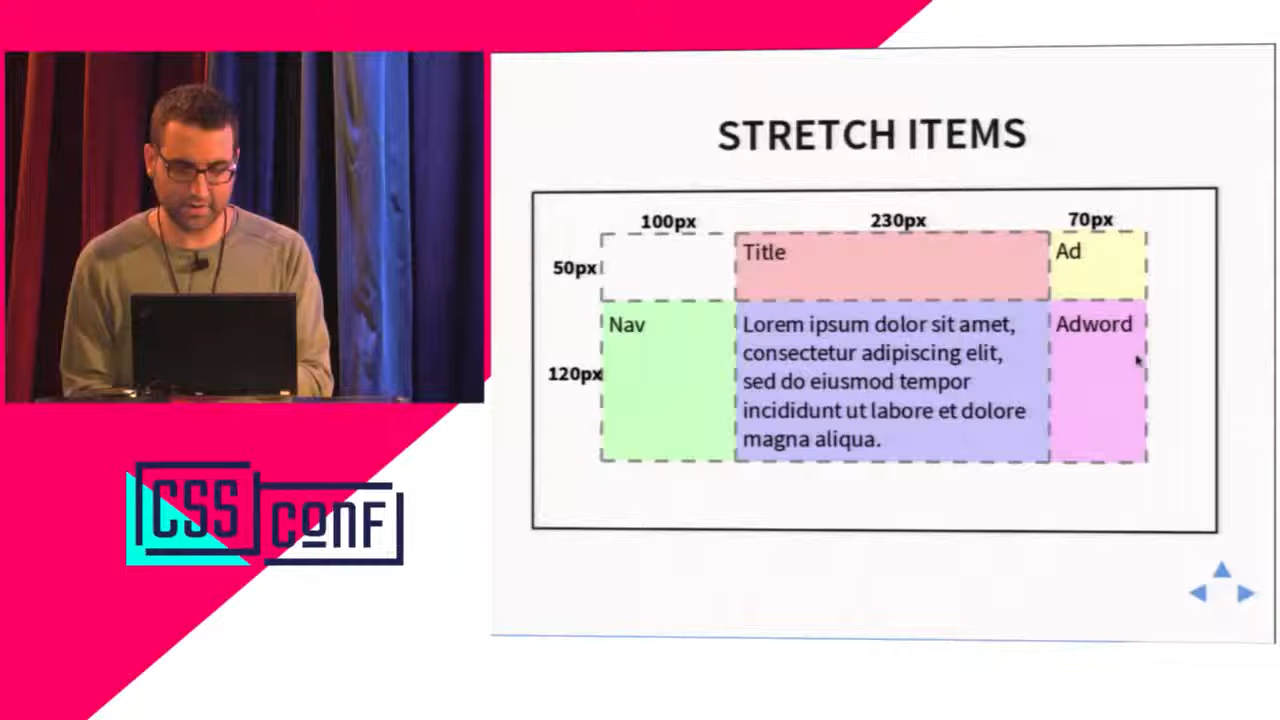 STRETCH ITEMS
100px
230px
70px
50px
Title
Ad
120px
Nav
Lorem ipsum dolor sit amet,
consectetur adipiscing elit,
sed do eiusmod tempor
incididunt ut labore et dolore
magna aliqua.
Adword
CSS
CONF